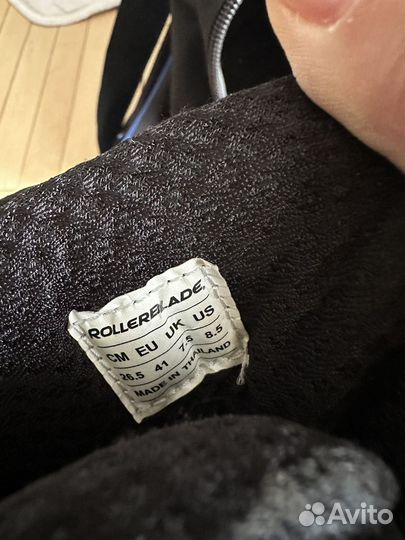 ROLLERBLADE.
CM EU UK US
26.5 41 7.5 8.5
MADE IN THAILAND
Avito